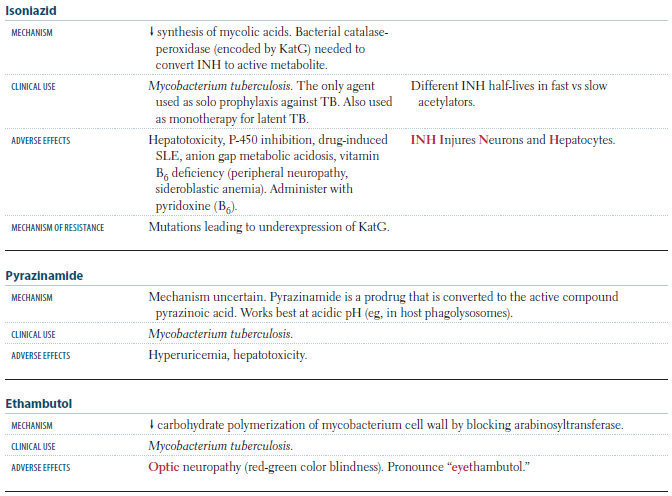 Isoniazid
MECHANISM
↓ synthesis of mycolic acids. Bacterial catalase-
peroxidase (encoded by KatG) needed to
convert INH to active metabolite.
CLINICAL USE
Mycobacterium tuberculosis. The only agent
used as solo prophylaxis against TB. Also used
as monotherapy for latent TB.
Different INH half-lives in fast vs slow
acetylators.
ADVERSE EFFECTS
Hepatotoxicity, P-450 inhibition, drug-induced
SLE, anion gap metabolic acidosis, vitamin
B6 deficiency (peripheral neuropathy,
sideroblastic anemia). Administer with
pyridoxine (B6).
INH Injures Neurons and Hepatocytes.
MECHANISM OF RESISTANCE
Mutations leading to underexpression of KatG.
Pyrazinamide
MECHANISM
Mechanism uncertain. Pyrazinamide is a prodrug that is converted to the active compound
pyrazinoic acid. Works best at acidic pH (eg, in host phagolysosomes).
CLINICAL USE
Mycobacterium tuberculosis.
ADVERSE EFFECTS
Hyperuricemia, hepatotoxicity.
Ethambutol
MECHANISM
↓ carbohydrate polymerization of mycobacterium cell wall by blocking arabinosyltransferase.
CLINICAL USE
Mycobacterium tuberculosis.
ADVERSE EFFECTS
Optic neuropathy (red-green color blindness). Pronounce “eyethambutol.”